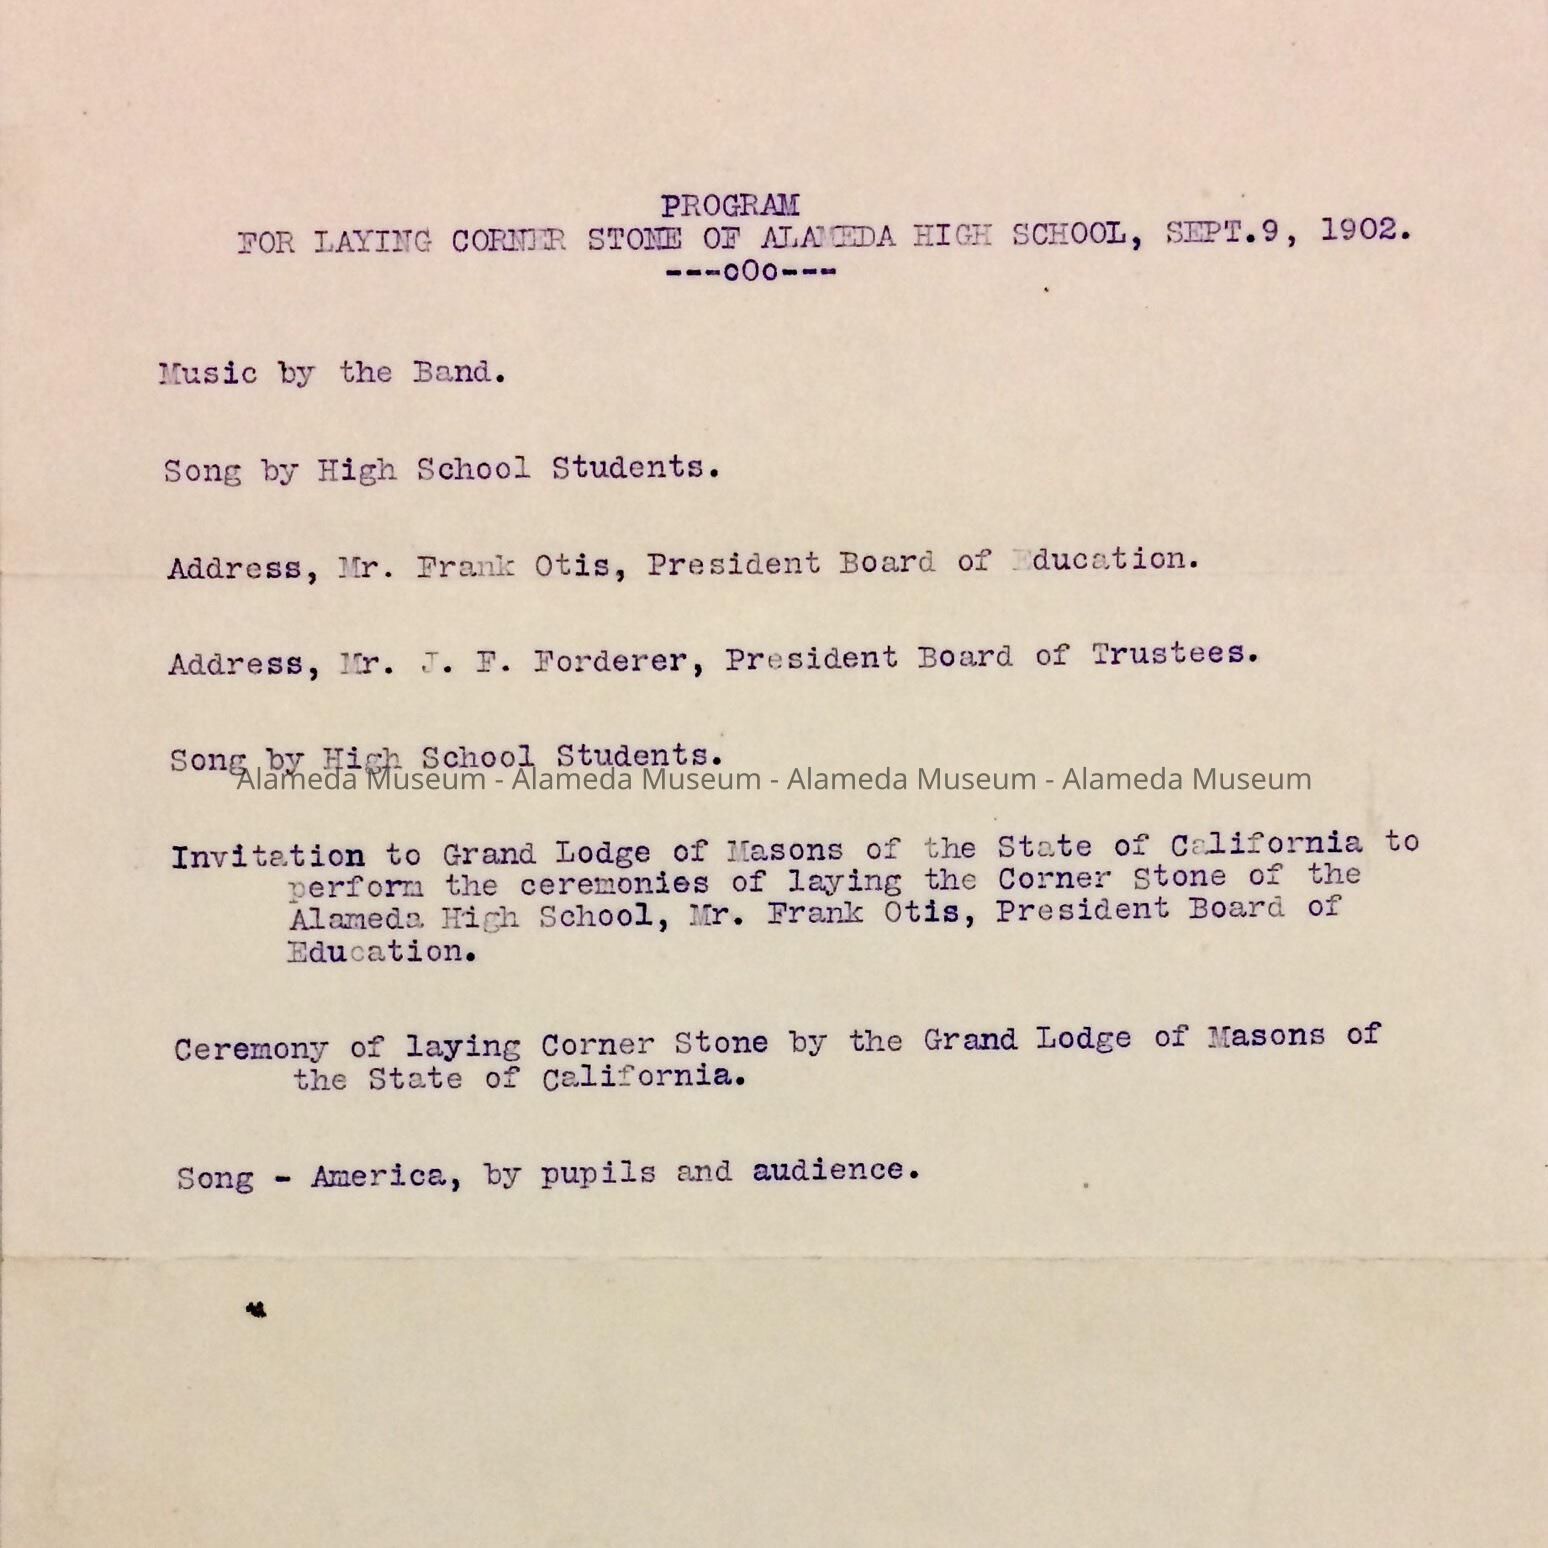 PROGRAM
FOR LAYING CORNER STONE OF ALAMEDA HIGH SCHOOL, SEPT.9, 1902.
---oOo---
Music by the Band.
Song by High School Students.
Address, Mr. Frank Otis, President Board of Education.
Address, Mr. J. F. Forderer, President Board of Trustees.
Song by High School Students.
Alameda Museum - Alameda Museum - Alameda Museum - Alameda Museum
Invitation to Grand Lodge of Masons of the State of California to
perform the ceremonies of laying the Corner Stone of the
Alameda High School, Mr. Frank Otis, President Board of
Education.
Ceremony of laying Corner Stone by the Grand Lodge of Masons of
the State of California.
Song - America, by pupils and audience.